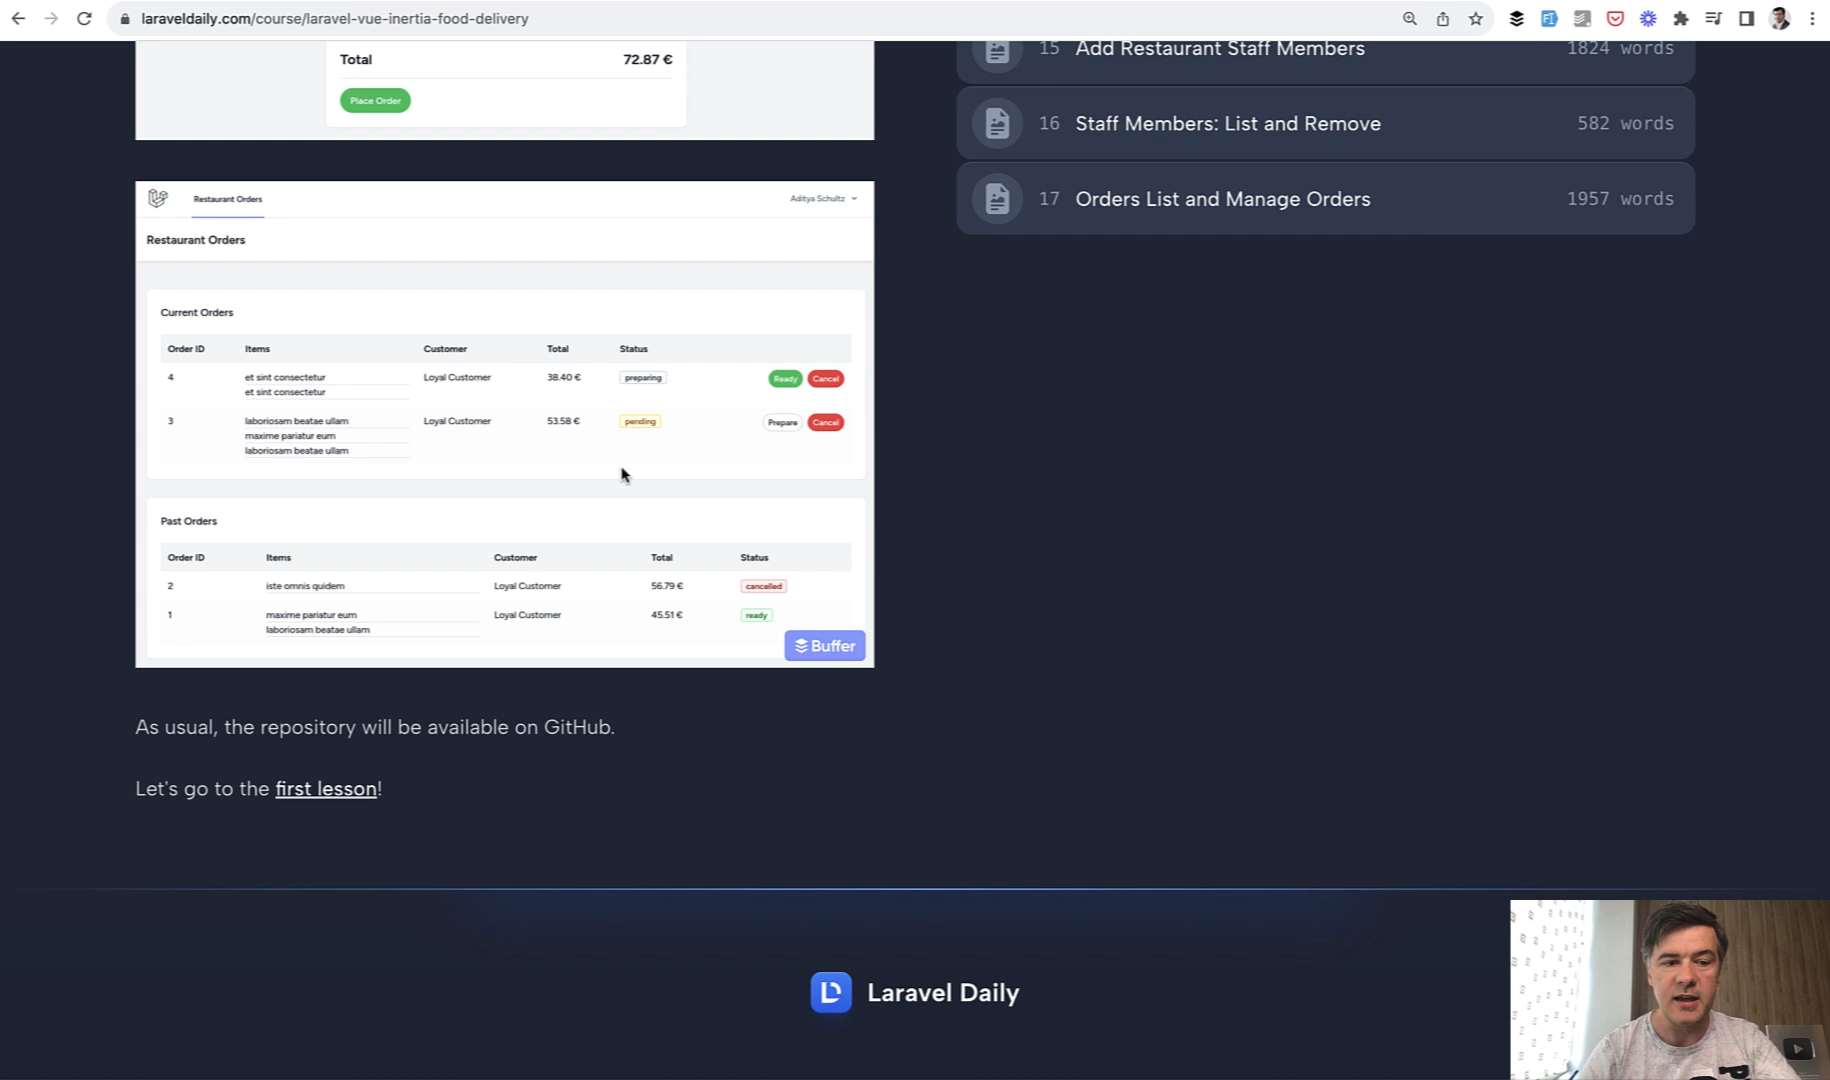 laraveldaily.com/course/laravel-vue-inertia-food-delivery
Total 72.87 €
Place Order
Restaurant Orders Aditya Schultz
Restaurant Orders
Current Orders
Order ID Items Customer Total Status
4 et sint consectetur Loyal Customer 38.40 € preparing Ready Cancel
et sint consectetur
3 laboriosam beatae ullam Loyal Customer 53.58 € pending Prepare Cancel
maxime pariatur eum
laboriosam beatae ullam
Past Orders
Order ID Items Customer Total Status
2 iste omnis quidem Loyal Customer 56.79 € cancelled
1 maxime pariatur eum Loyal Customer 45.51 € ready
laboriosam beatae ullam
Buffer
As usual, the repository will be available on GitHub.
Let's go to the first lesson!
15 Add Restaurant Staff Members 1824 words
16 Staff Members: List and Remove 582 words
17 Orders List and Manage Orders 1957 words
Laravel Daily